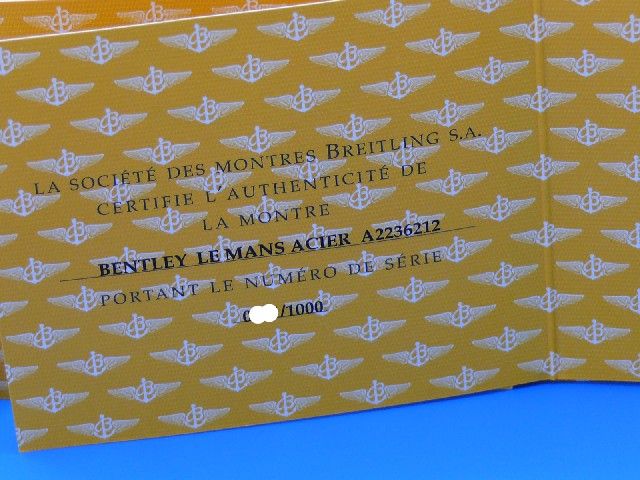 LA SOCIÉTÉ DES MONTRES BREITLING S.A.
CERTIFIE L'AUTHENTICITÉ DE
LA MONTRE
BENTLEY LE MANS ACIER A2236212
PORTANT LE NUMÉRO DE SÉRIE
/1000